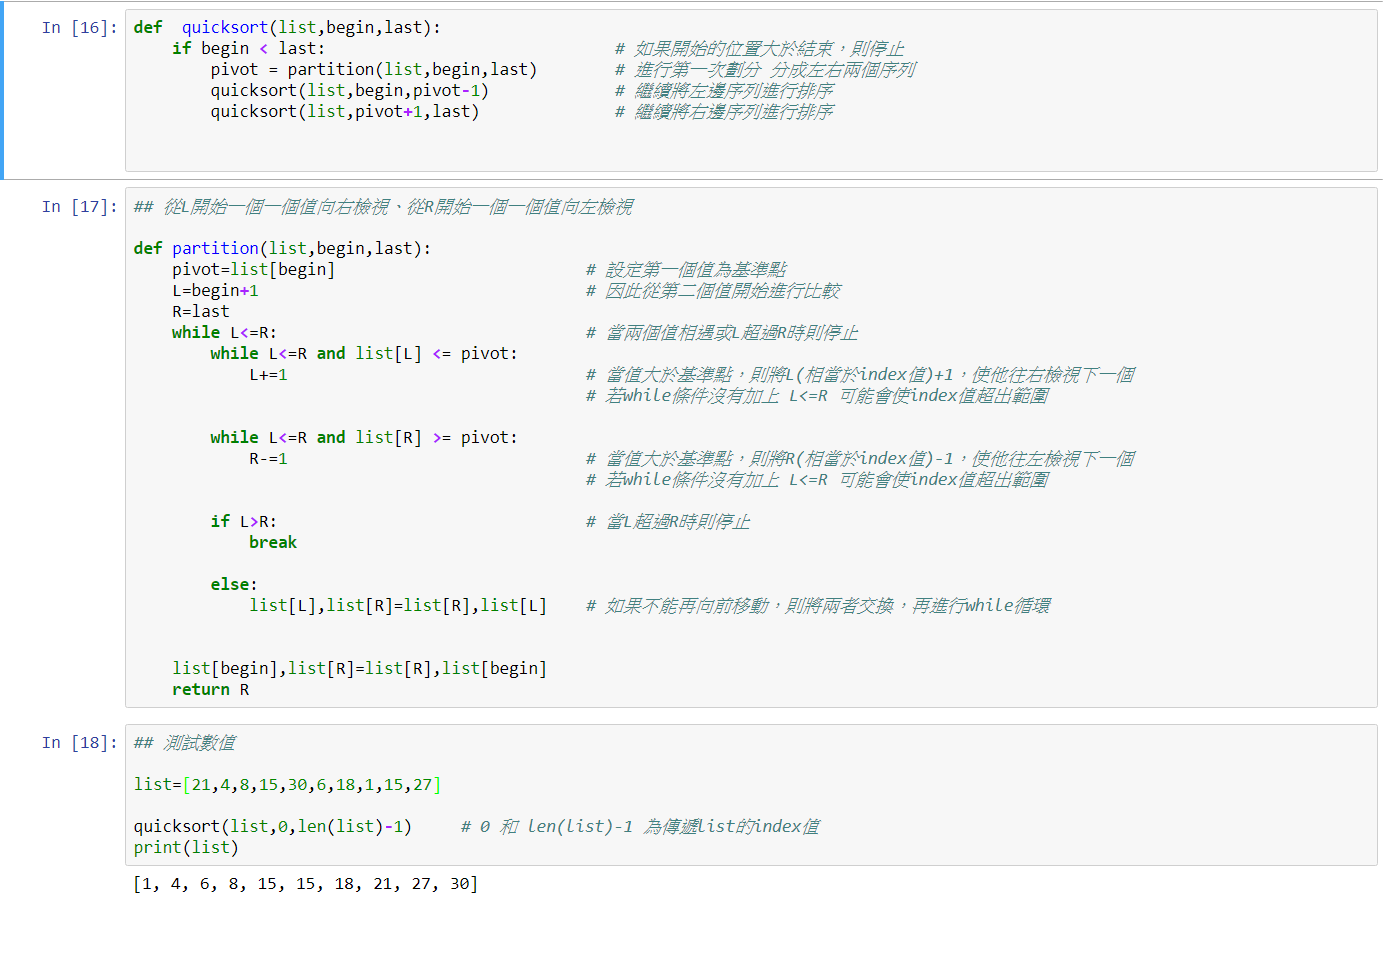 In [16]: def  quicksort(list,begin,last):
    if begin < last:                              # 如果開始的位置大於結束，則停止
        pivot = partition(list,begin,last)        # 進行第一次劃分 分成左右兩個序列
        quicksort(list,begin,pivot-1)             # 繼續將左邊序列進行排序
        quicksort(list,pivot+1,last)              # 繼續將右邊序列進行排序
In [17]: ## 從L開始一個一個值向右檢視、從R開始一個一個值向左檢視
def partition(list,begin,last):
    pivot=list[begin]                          # 設定第一個值為基準點
    L=begin+1                                  # 因此從第二個值開始進行比較
    R=last
    while L<=R:                                # 當兩個值相遇或L超過R時則停止
        while L<=R and list[L] <= pivot:
            L+=1                               # 當值大於基準點，則將L(相當於index值)+1，使他往右檢視下一個
                                               # 若while條件沒有加上 L<=R 可能會使index值超出範圍
        while L<=R and list[R] >= pivot:
            R-=1                               # 當值大於基準點，則將R(相當於index值)-1，使他往左檢視下一個
                                               # 若while條件沒有加上 L<=R 可能會使index值超出範圍
        if L>R:                                # 當L超過R時則停止
            break
        else:
            list[L],list[R]=list[R],list[L]    # 如果不能再向前移動，則將兩者交換，再進行while循環
    list[begin],list[R]=list[R],list[begin]
    return R
In [18]: ## 測試數值
list=[21,4,8,15,30,6,18,1,15,27]
quicksort(list,0,len(list)-1)     # 0 和 len(list)-1 為傳遞list的index值
print(list)
[1, 4, 6, 8, 15, 15, 18, 21, 27, 30]